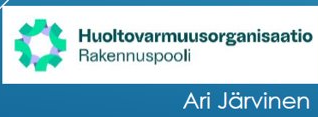 Huoltovarmuusorganisaatio
Rakennuspooli
Ari Järvinen